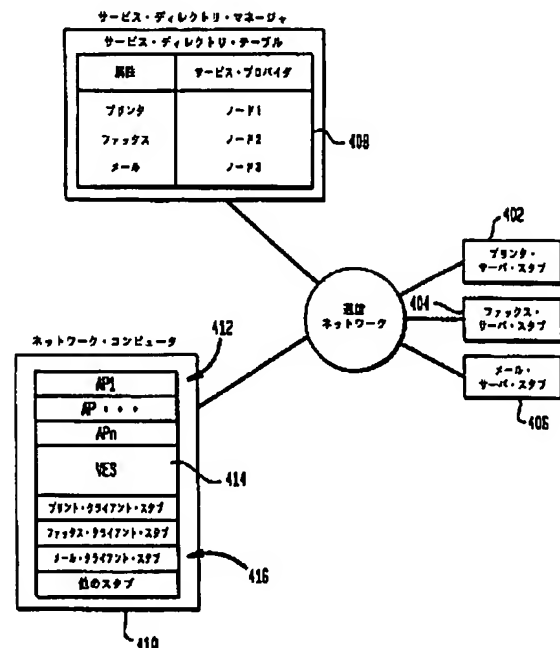 サービス・ディレクトリ・マネージャ
サービス・ディレクトリ・テーブル
属性 サービス・プロバイダ
プリンタ ノード1
ファックス ノード2
メール ノード3
408
402
プリンタ・
サーバ・スタブ
404
ファックス・
サーバ・スタブ
メール・
サーバ・スタブ
406
通信
ネットワーク
ネットワーク・コンピュータ
412
AP1
AP・・・
APn
VES
414
プリント・クライアント・スタブ
ファックス・クライアント・スタブ
メール・クライアント・スタブ
他のスタブ
416
410